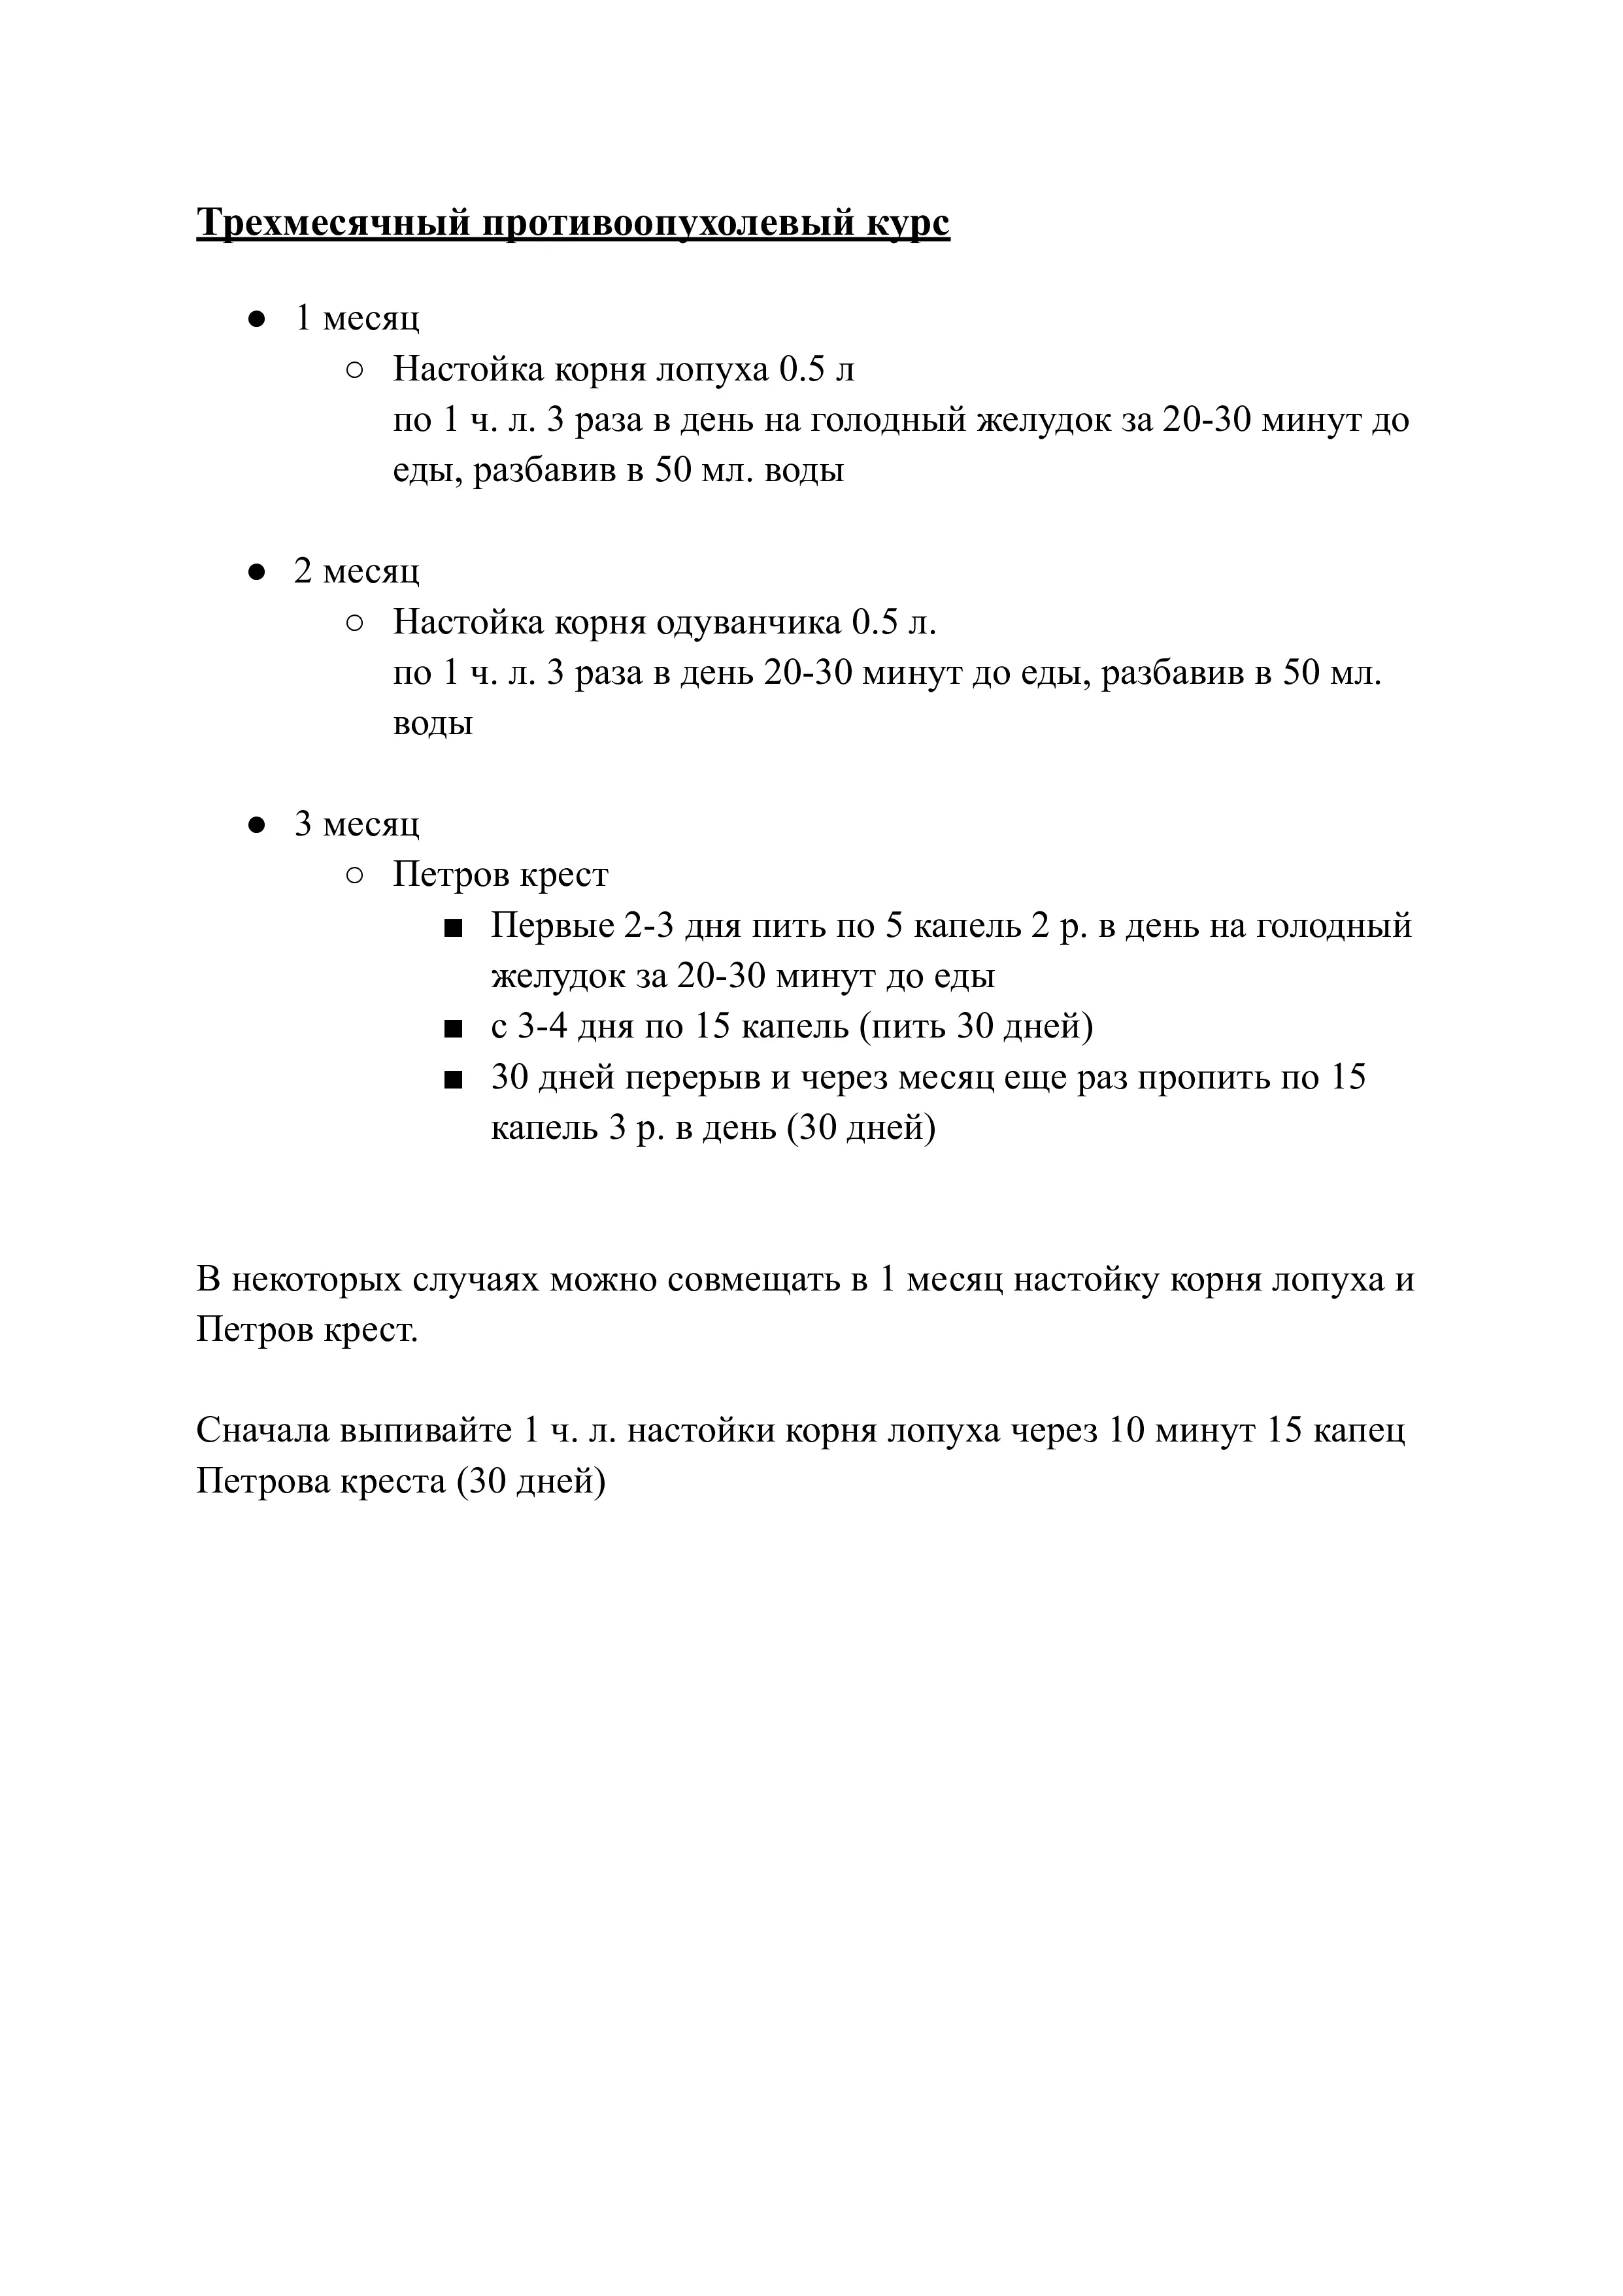 Трехмесячный противоопухолевый курс
● 1 месяц
○ Настойка корня лопуха 0.5 л
по 1 ч. л. 3 раза в день на голодный желудок за 20-30 минут до
еды, разбавив в 50 мл. воды
● 2 месяц
○ Настойка корня одуванчика 0.5 л.
по 1 ч. л. 3 раза в день 20-30 минут до еды, разбавив в 50 мл.
воды
● 3 месяц
○ Петров крест
■ Первые 2-3 дня пить по 5 капель 2 р. в день на голодный
желудок за 20-30 минут до еды
■ с 3-4 дня по 15 капель (пить 30 дней)
■ 30 дней перерыв и через месяц еще раз пропить по 15
капель 3 р. в день (30 дней)
В некоторых случаях можно совмещать в 1 месяц настойку корня лопуха и
Петров крест.
Сначала выпивайте 1 ч. л. настойки корня лопуха через 10 минут 15 капец
Петрова креста (30 дней)